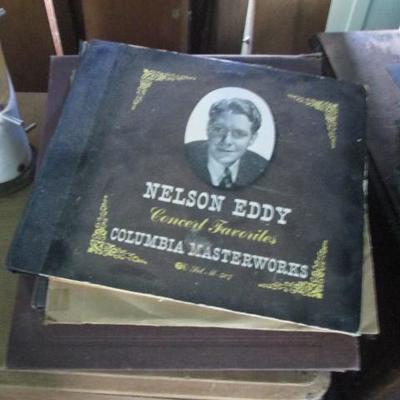 NELSON EDDY
Concert Favorites
COLUMBIA MASTERWORKS